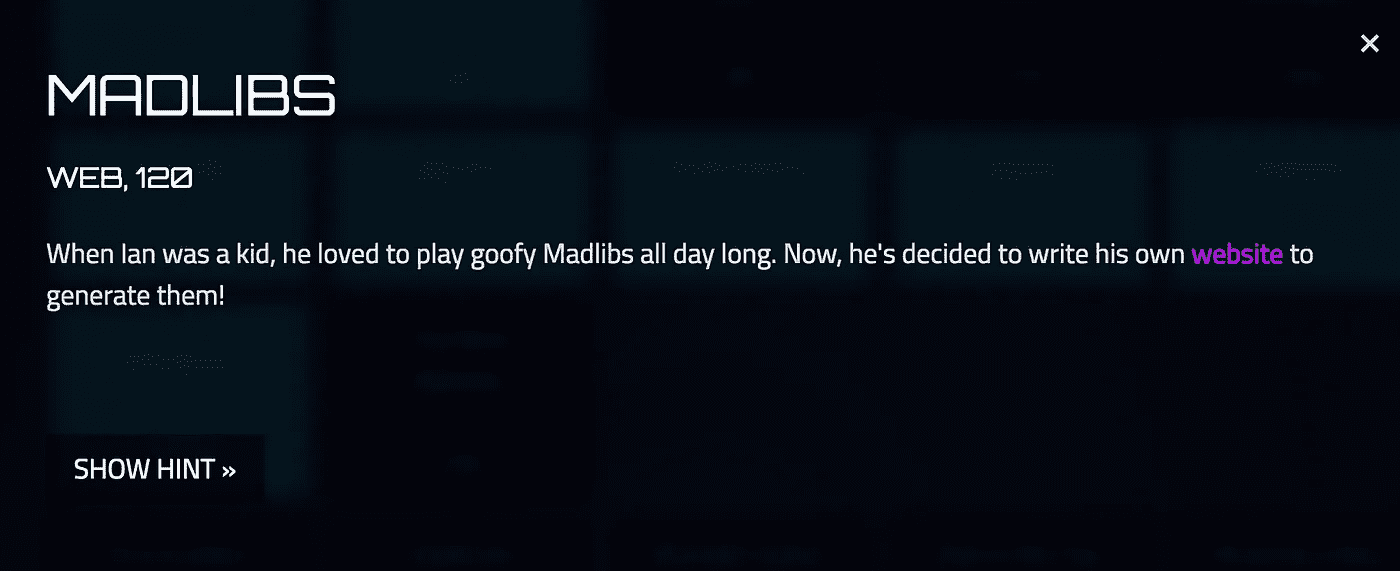 ×
MADLIBS
WEB, 120
When Ian was a kid, he loved to play goofy Madlibs all day long. Now, he's decided to write his own website to
generate them!
SHOW HINT »